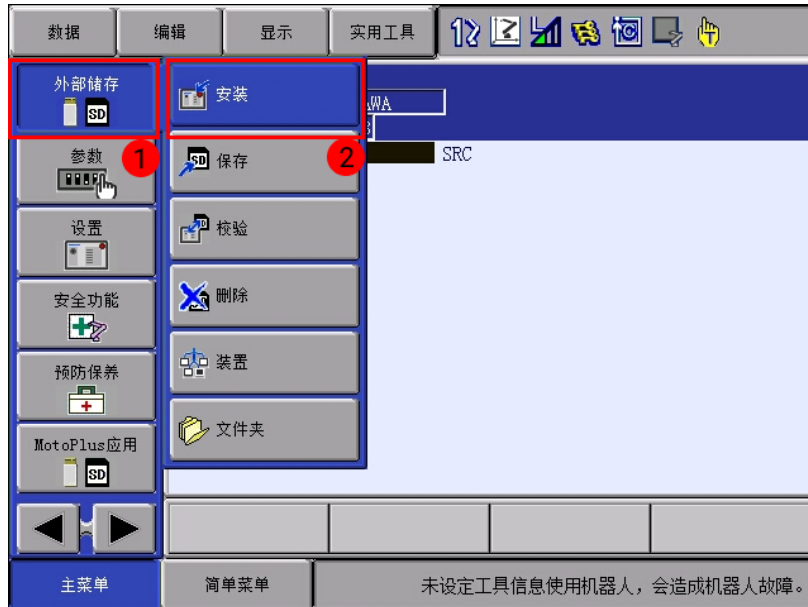 数据
编辑
显示
实用工具
外部储存
SD
安装
参数
1
SD
保存
2
SRC
设置
校验
安全功能
删除
预防保养
装置
MotoPlus应用
SD
文件夹
主菜单
简单菜单
未设定工具信息使用机器人，会造成机器人故障。